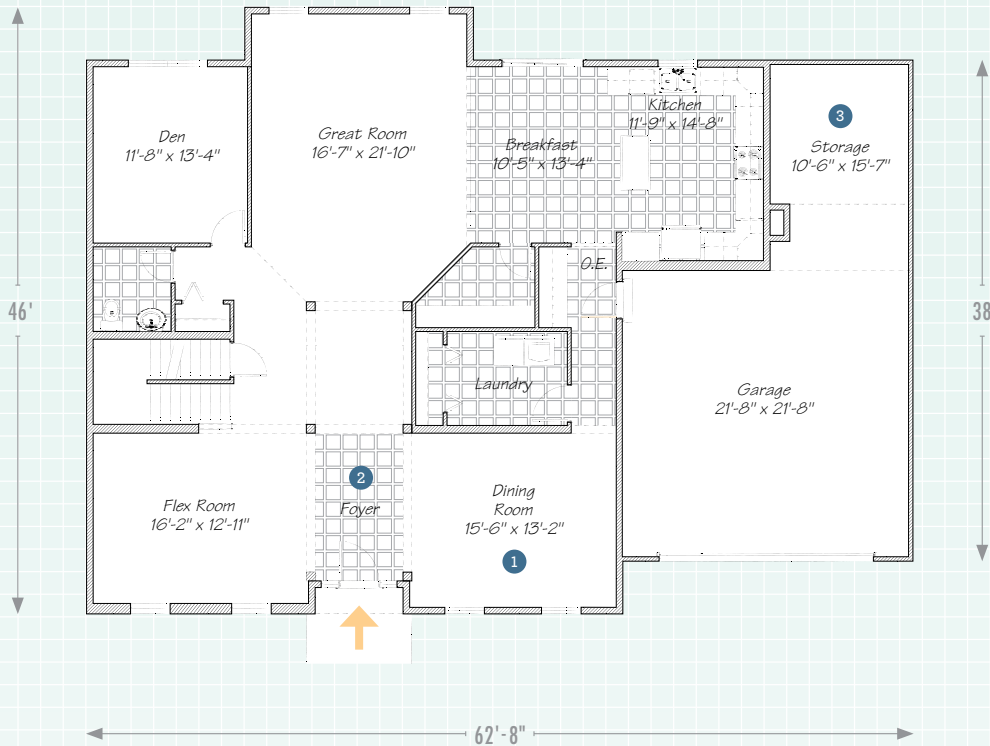 Den
11'-8" x 13'-4"
Great Room
16'-7" x 21'-10"
Breakfast
10'-5" x 13'-4"
Kitchen
11'-9" x 14'-8"
3
Storage
10'-6" x 15'-7"
O.E.
46'
38
Laundry
Garage
21'-8" x 21'-8"
Flex Room
16'-2" x 12'-11"
2
Foyer
Dining
Room
15'-6" x 13'-2"
1
62'-8"